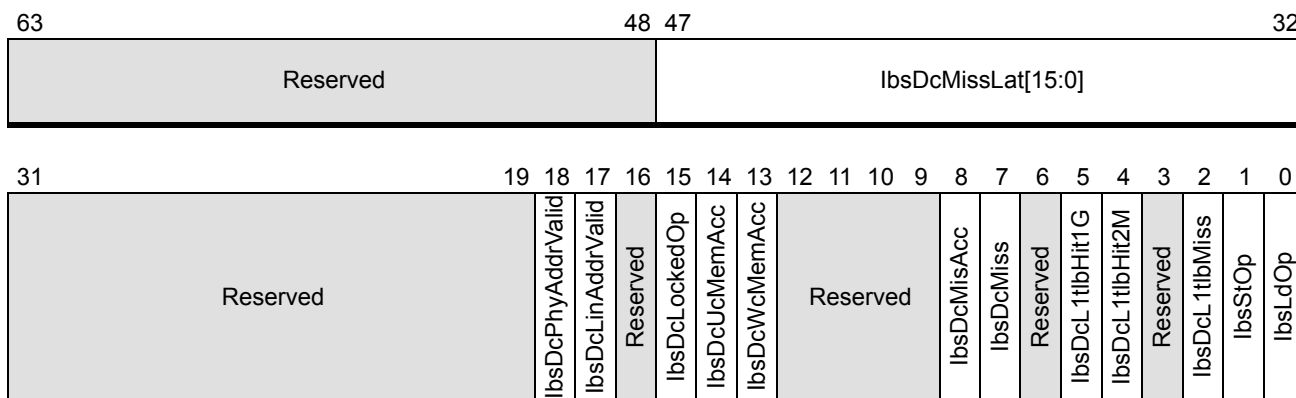 63 48 47 32
Reserved IbsDcMissLat[15:0]
31 19 18 17 16 15 14 13 12 11 10 9 8 7 6 5 4 3 2 1 0
Reserved
IbsDcPhyAddrValid
IbsDcLinAddrValid
Reserved
IbsDcLockedOp
IbsDcUcMemAcc
IbsDcWcMemAcc
Reserved
IbsDcMisAcc
IbsDcMiss
Reserved
IbsDcL1tlbHit1G
IbsDcL1tlbHit2M
Reserved
IbsDcL1tlbMiss
IbsStOp
IbsLdOp